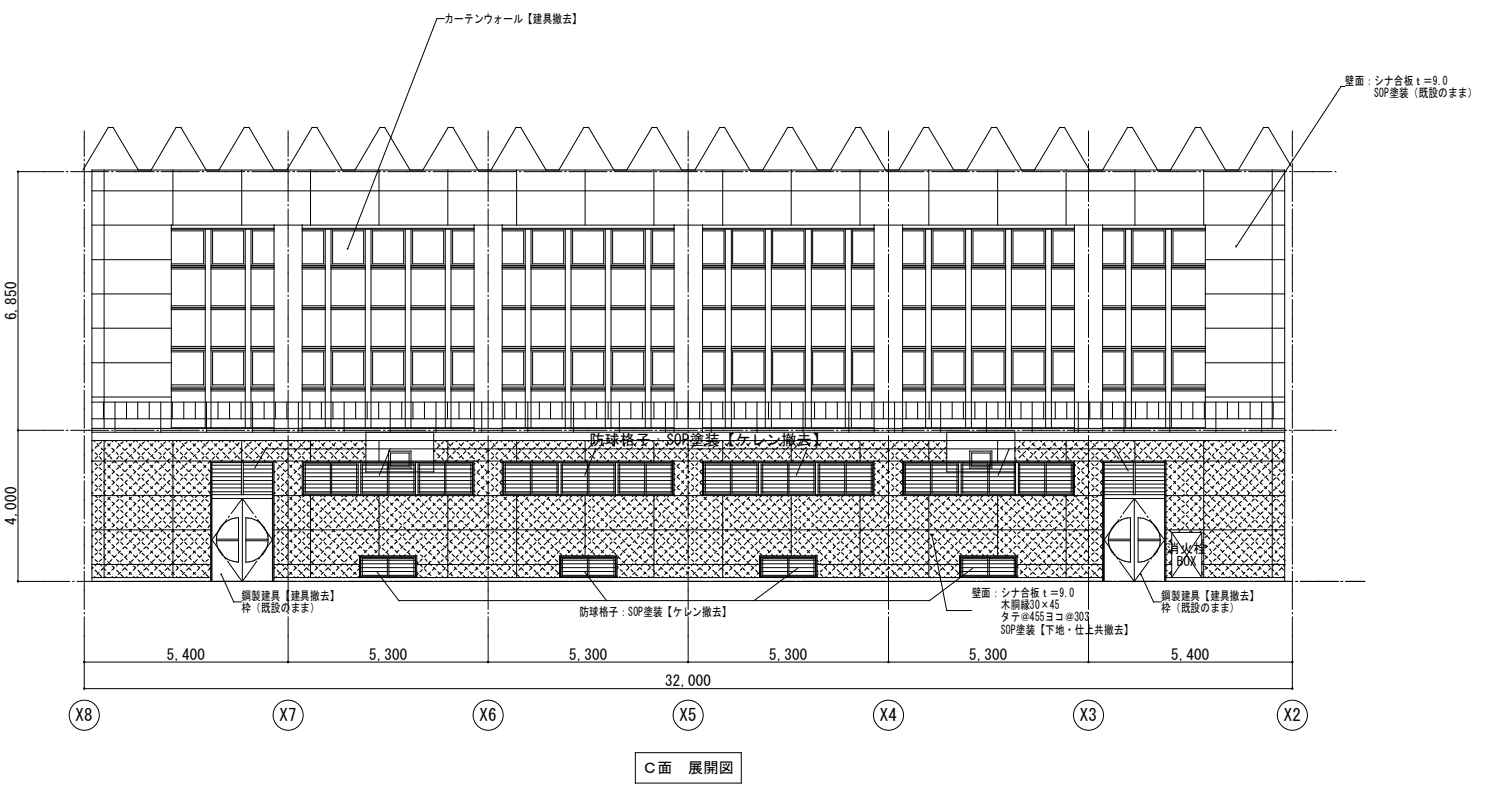 カーテンウォール【建具撤去】
壁面：シナ合板ｔ＝9.0
SOP塗装（既設のまま）
6,850
4,000
防球格子：SOP塗装【ケレン撤去】
消火栓
BOX
鋼製建具【建具撤去】
枠（既設のまま）
防球格子：SOP塗装【ケレン撤去】
壁面：シナ合板ｔ＝9.0
木胴縁30×45
タテ@455ヨコ@303
SOP塗装【下地・仕上共撤去】
鋼製建具【建具撤去】
枠（既設のまま）
5,400
5,300
5,300
5,300
5,300
5,400
32,000
X8
X7
X6
X5
X4
X3
X2
Ｃ面　展開図